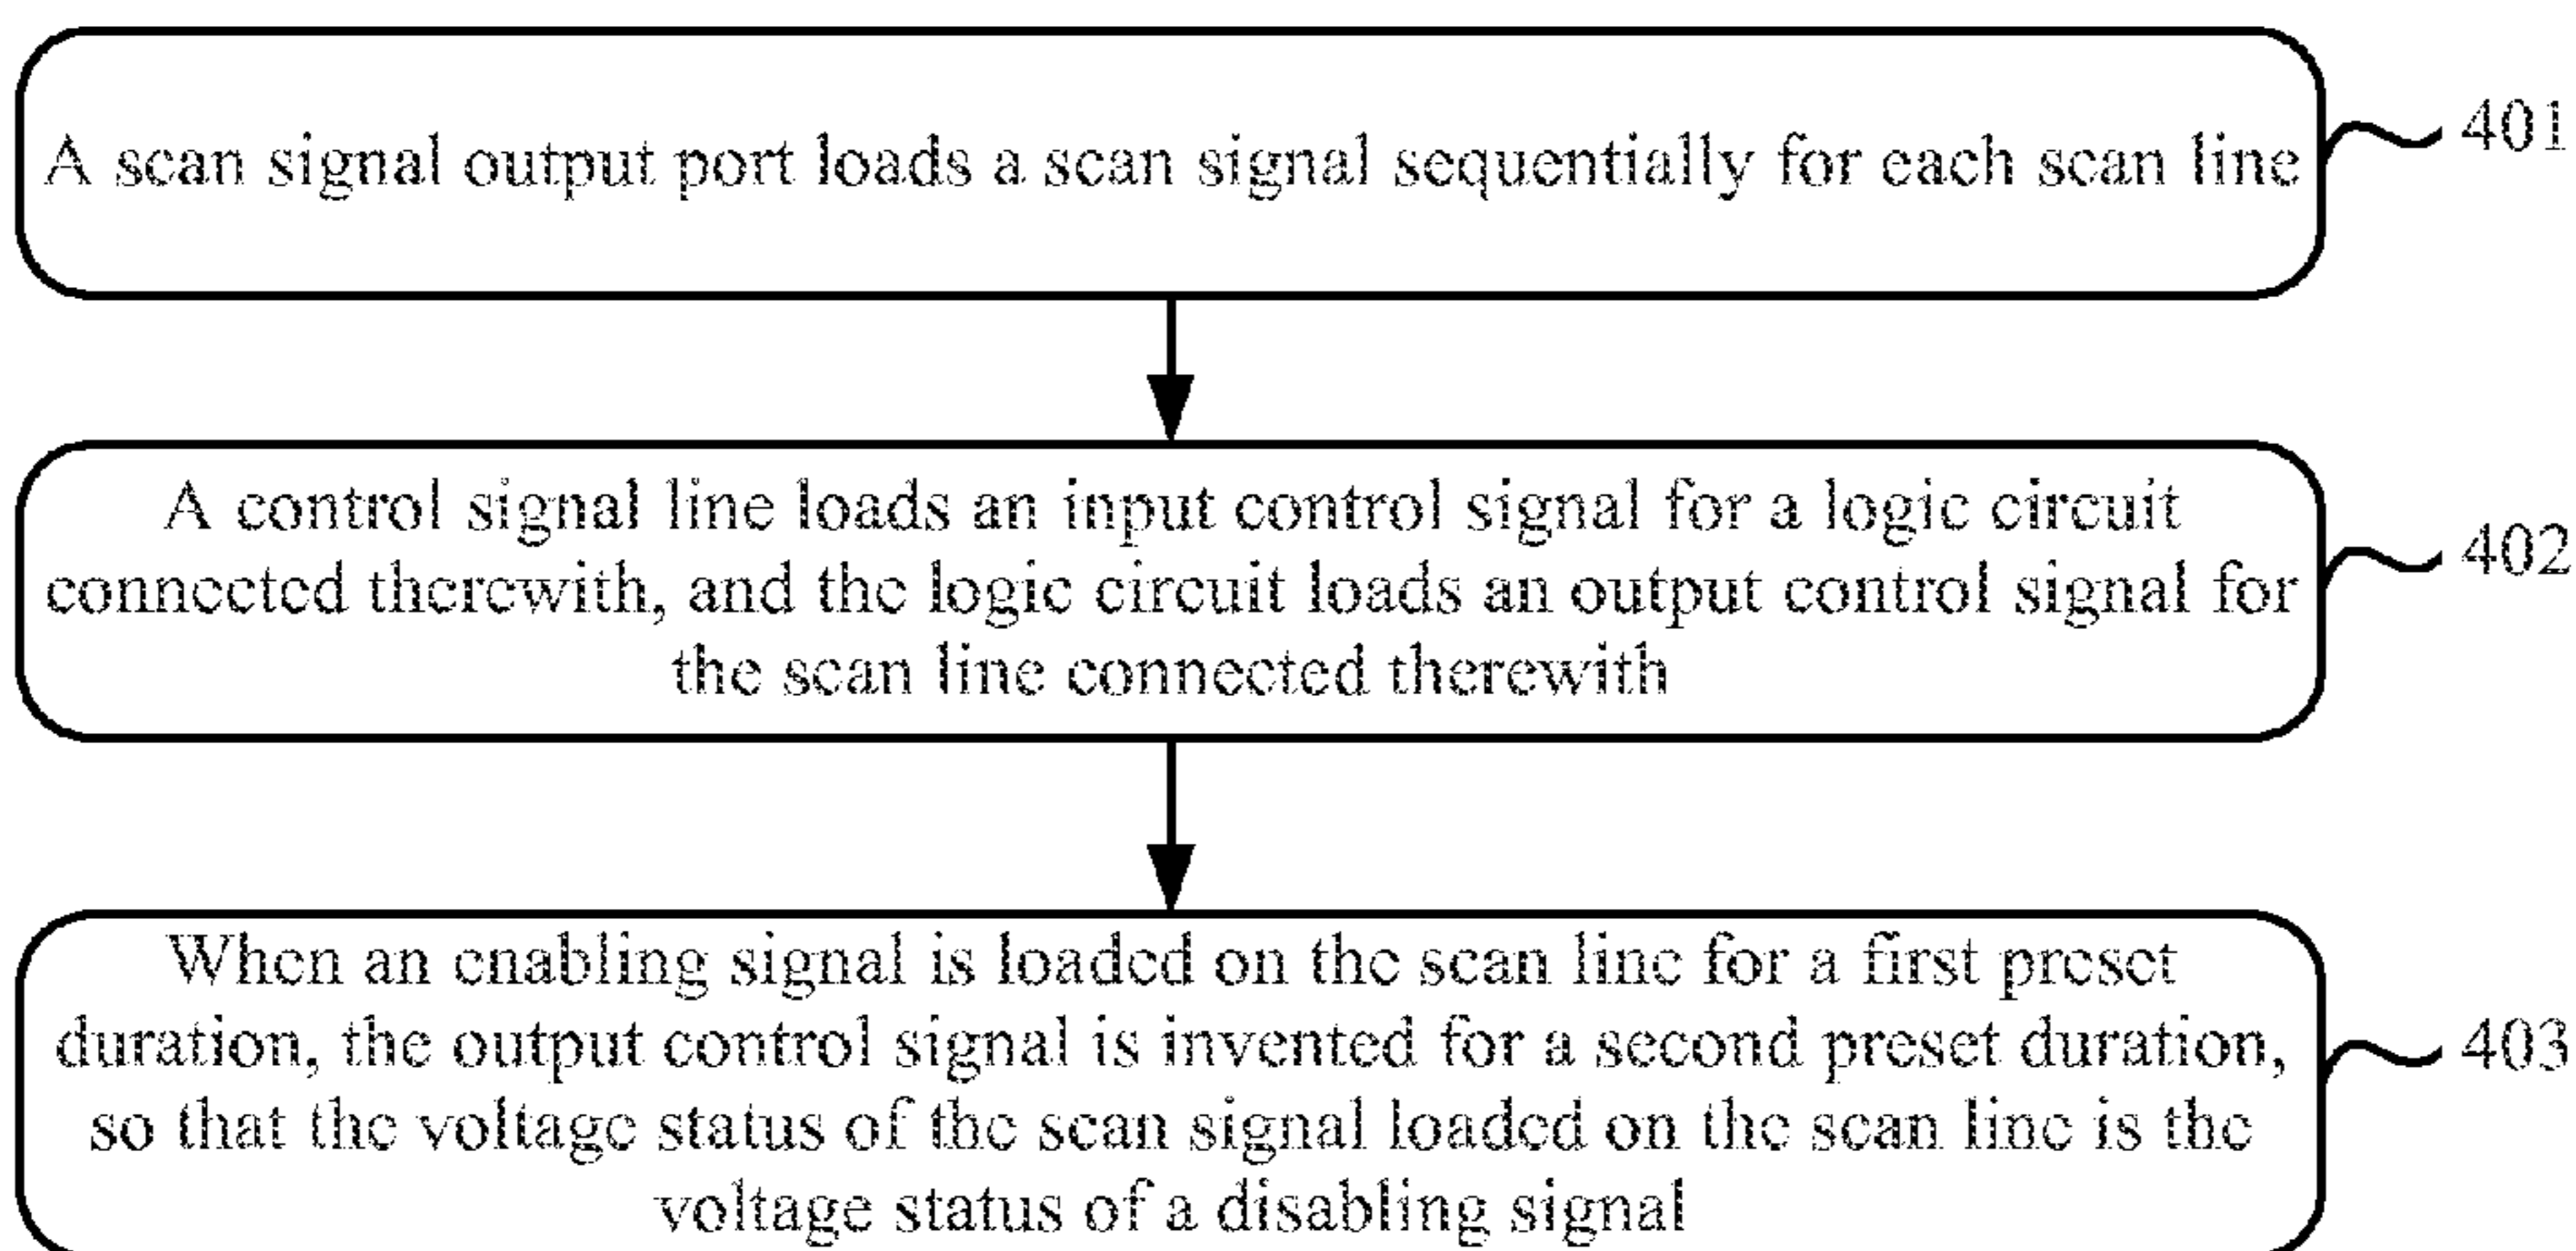 A scan signal output port loads a scan signal sequentially for each scan line
401
A control signal line loads an input control signal for a logic circuit
connected therewith, and the logic circuit loads an output control signal for
the scan line connected therewith
402
When an enabling signal is loaded on the scan line for a first preset
duration, the output control signal is invented for a second preset duration,
so that the voltage status of the scan signal loaded on the scan line is the
voltage status of a disabling signal
403